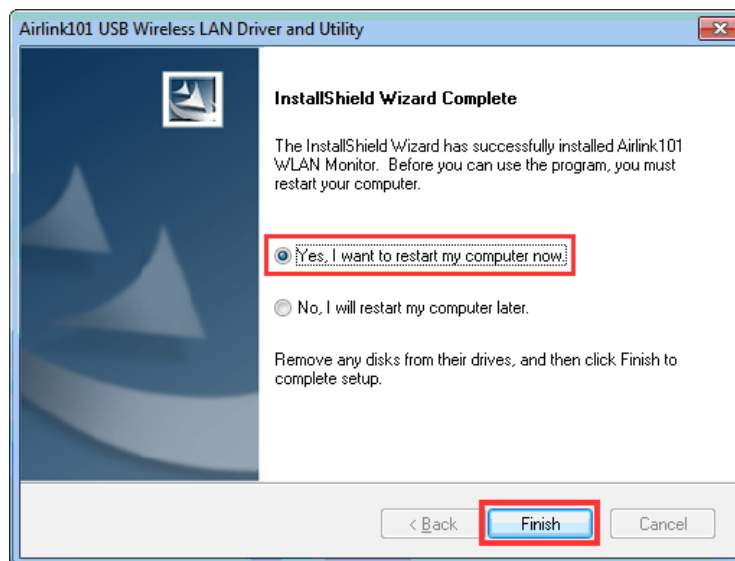 Airlink101 USB Wireless LAN Driver and Utility
InstallShield Wizard Complete
The InstallShield Wizard has successfully installed Airlink101
WLAN Monitor. Before you can use the program, you must
restart your computer.
Yes, I want to restart my computer now.
No, I will restart my computer later.
Remove any disks from their drives, and then click Finish to
complete setup.
< Back Finish Cancel